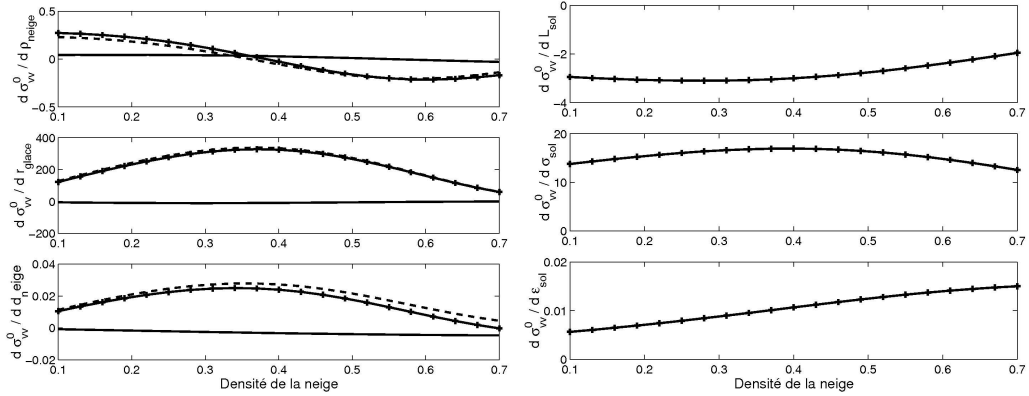 d σ⁰vv / d ρneige
0.5
0
−0.5
0.1 0.2 0.3 0.4 0.5 0.6 0.7
d σ⁰vv / d rglace
400
200
0
−200
0.1 0.2 0.3 0.4 0.5 0.6 0.7
d σ⁰vv / d dneige
0.04
0.02
0
−0.02
0.1 0.2 0.3 0.4 0.5 0.6 0.7
Densité de la neige
d σ⁰vv / d Lsol
0
−2
−4
0.1 0.2 0.3 0.4 0.5 0.6 0.7
d σ⁰vv / d σsol
20
10
0
0.1 0.2 0.3 0.4 0.5 0.6 0.7
d σ⁰vv / d εsol
0.02
0.01
0
0.1 0.2 0.3 0.4 0.5 0.6 0.7
Densité de la neige